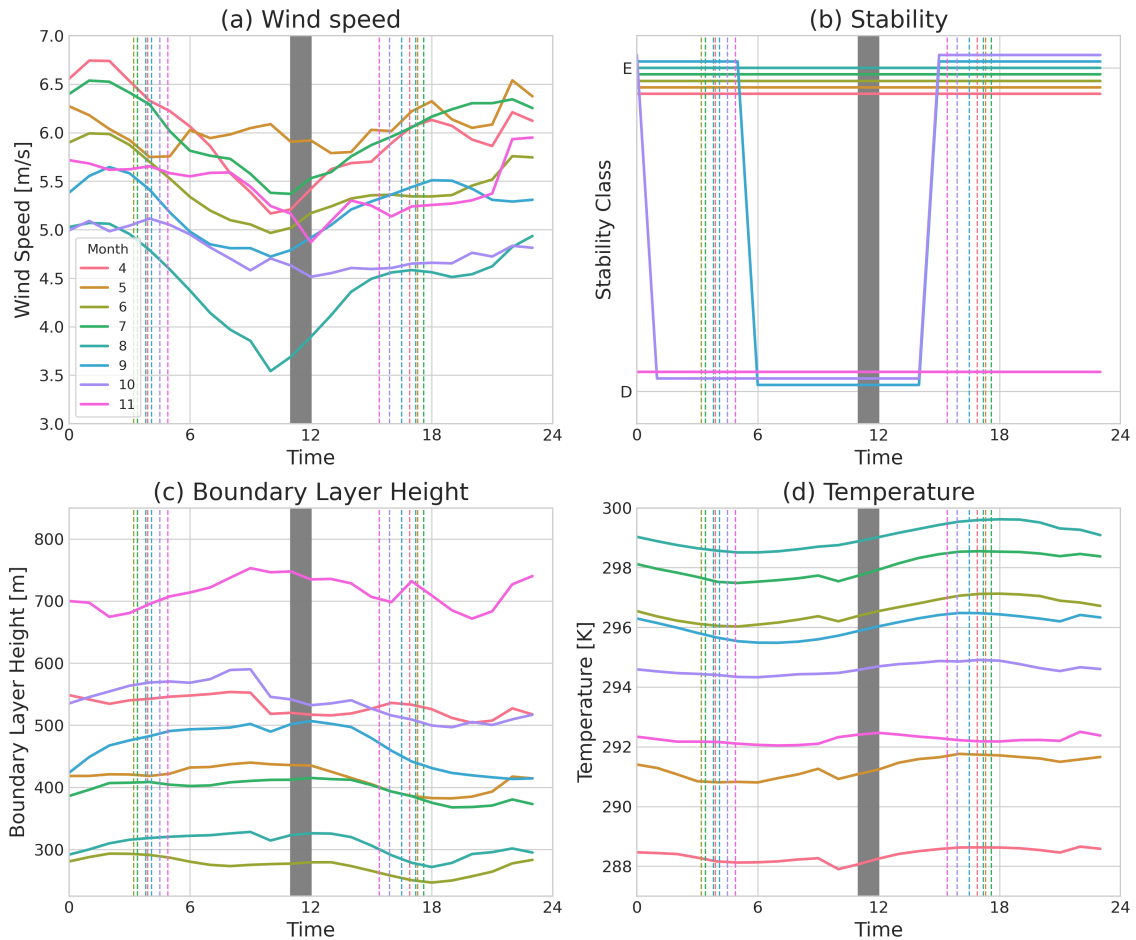 (a) Wind speed
Wind Speed [m/s]
7.0
6.5
6.0
5.5
5.0
4.5
4.0
3.5
3.0
Month
4
5
6
7
8
9
10
11
0 6 12 18 24
Time
(b) Stability
Stability Class
E
D
0 6 12 18 24
Time
(c) Boundary Layer Height
Boundary Layer Height [m]
800
700
600
500
400
300
0 6 12 18 24
Time
(d) Temperature
Temperature [K]
300
298
296
294
292
290
288
0 6 12 18 24
Time